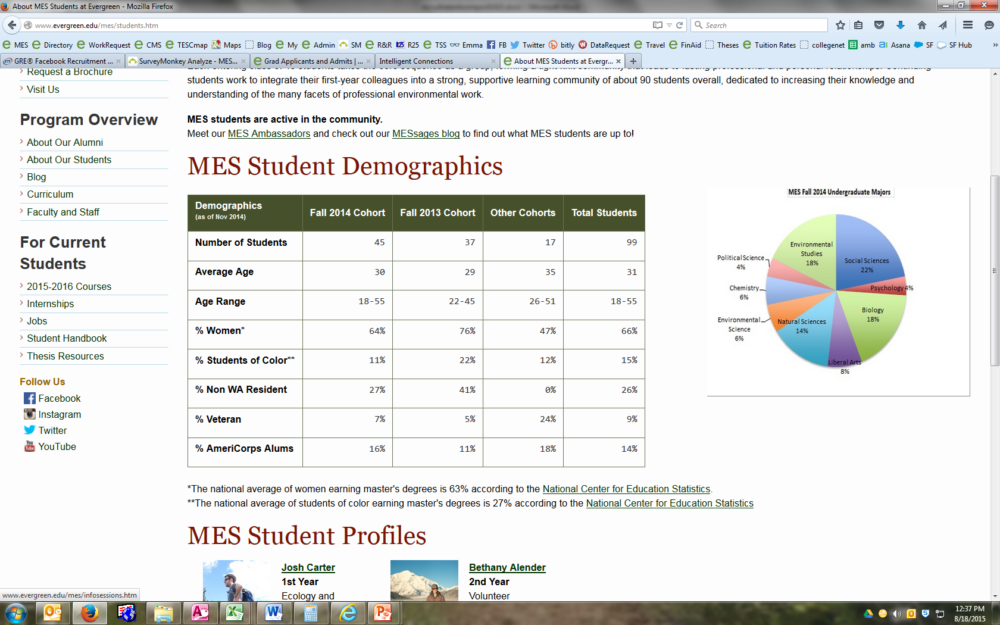 About MES Students at Evergreen - Mozilla Firefox
www.evergreen.edu/mes/students.htm
Search
MES Directory WorkRequest CMS TESCmap Maps Blog My Admin SM R&R R25 TSS Emma FB Twitter bitly DataRequest Travel FinAid Theses Tuition Rates collegenet amb Asana SF SF Hub »
GRE® Facebook Recruitment ... SurveyMonkey Analyze - MES... Grad Applicants and Admits | ... Intelligent Connections About MES Students at Evergr...
Request a Brochure
Visit Us
Program Overview
About Our Alumni
About Our Students
Blog
Curriculum
Faculty and Staff
For Current
Students
2015-2016 Courses
Internships
Jobs
Student Handbook
Thesis Resources
Follow Us
Facebook
Instagram
Twitter
YouTube
students work to integrate their first-year colleagues into a strong, supportive learning community of about 90 students overall, dedicated to increasing their knowledge and
understanding of the many facets of professional environmental work.
MES students are active in the community.
Meet our MES Ambassadors and check out our MESsages blog to find out what MES students are up to!
MES Student Demographics
Demographics
(as of Nov 2014)
Fall 2014 Cohort Fall 2013 Cohort Other Cohorts Total Students
Number of Students 45 37 17 99
Average Age 30 29 35 31
Age Range 18-55 22-45 26-51 18-55
% Women* 64% 76% 47% 66%
% Students of Color** 11% 22% 12% 15%
% Non WA Resident 27% 41% 0% 26%
% Veteran 7% 5% 24% 9%
% AmeriCorps Alums 16% 11% 18% 14%
MES Fall 2014 Undergraduate Majors
Environmental
Studies
18%
Social Sciences
22%
Political Science
4%
Psychology 4%
Chemistry
6%
Biology
18%
Environmental
Science
6%
Natural Sciences
14%
Liberal Arts
8%
*The national average of women earning master's degrees is 63% according to the National Center for Education Statistics.
**The national average of students of color earning master's degrees is 27% according to the National Center for Education Statistics
MES Student Profiles
Josh Carter
1st Year
Ecology and
Bethany Alender
2nd Year
Volunteer
www.evergreen.edu/mes/infosessions.htm
12:37 PM
8/18/2015